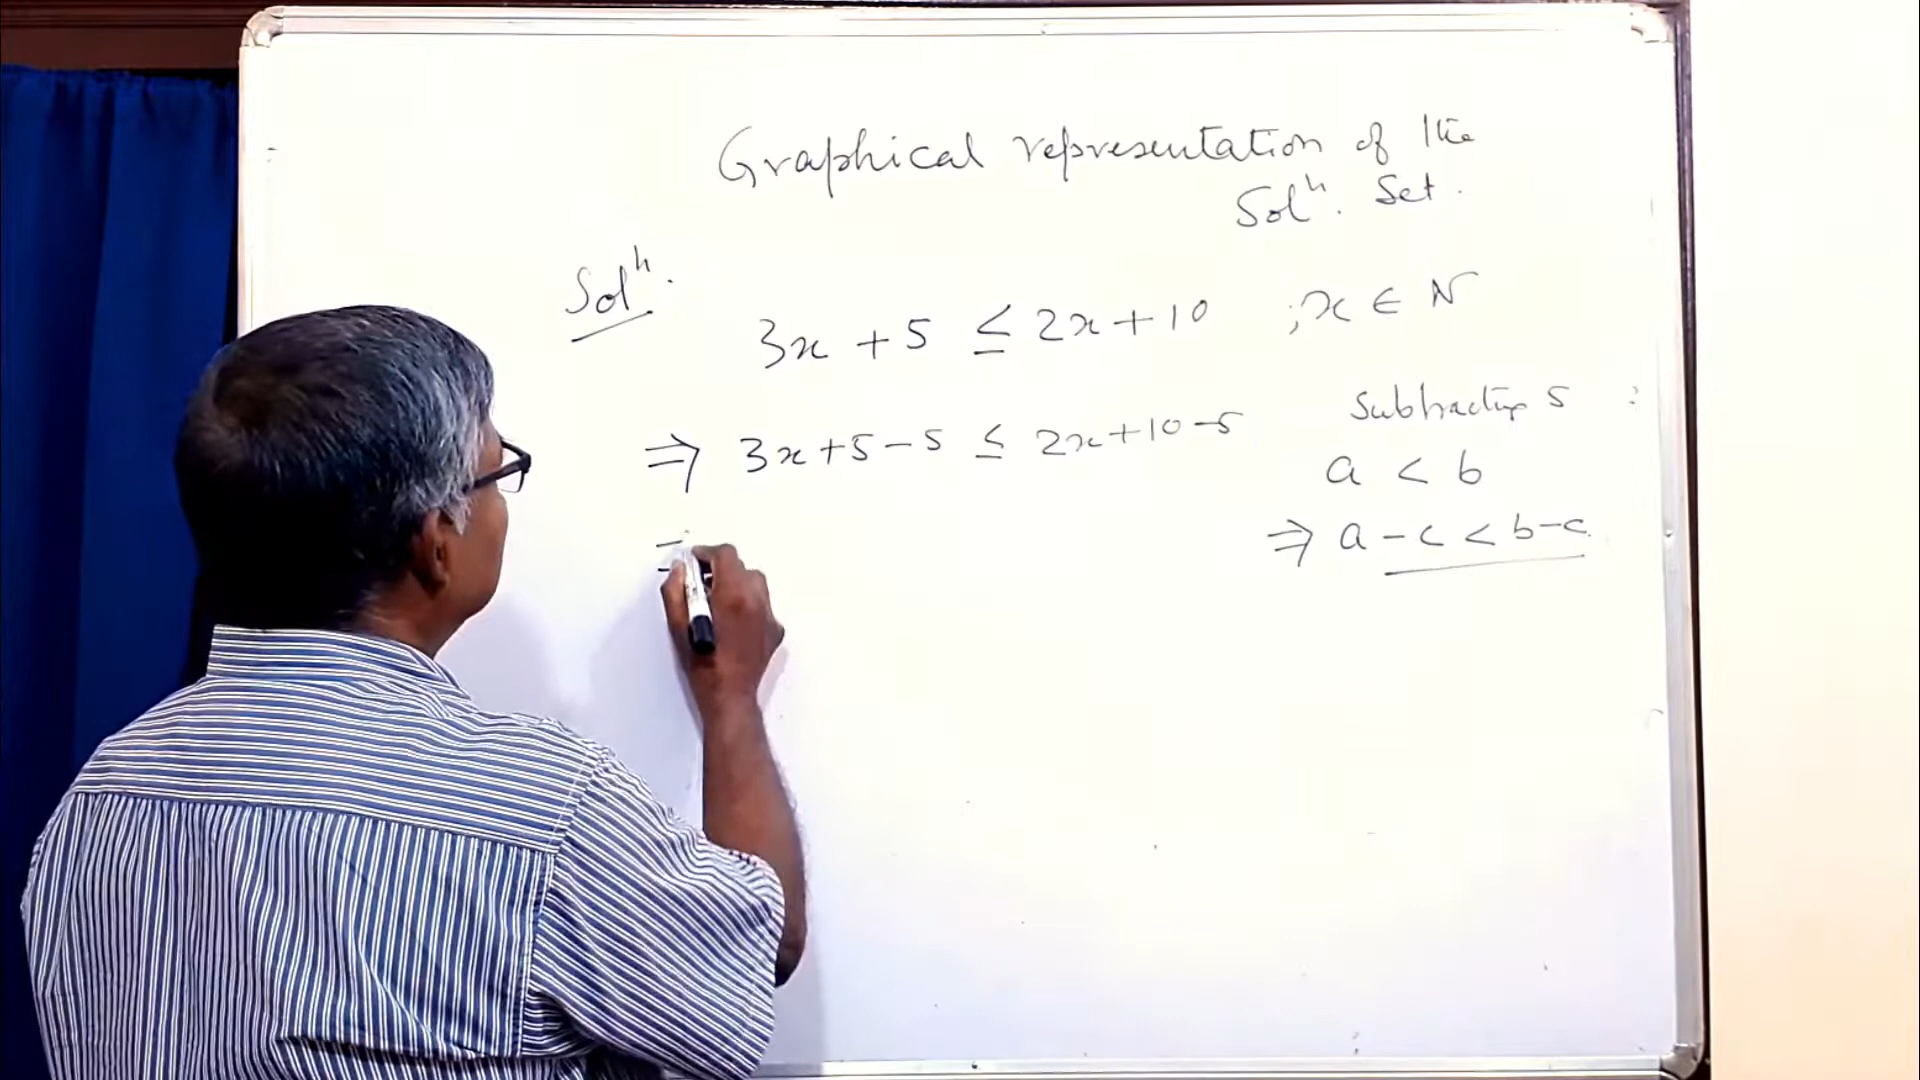 Graphical representation of the
Solⁿ. Set.
Solⁿ.
3x + 5 ≤ 2x + 10 ; x ∈ N
⇒ 3x + 5 - 5 ≤ 2x + 10 - 5
Subtracting 5 :
a < b
⇒ a - c < b - c
=